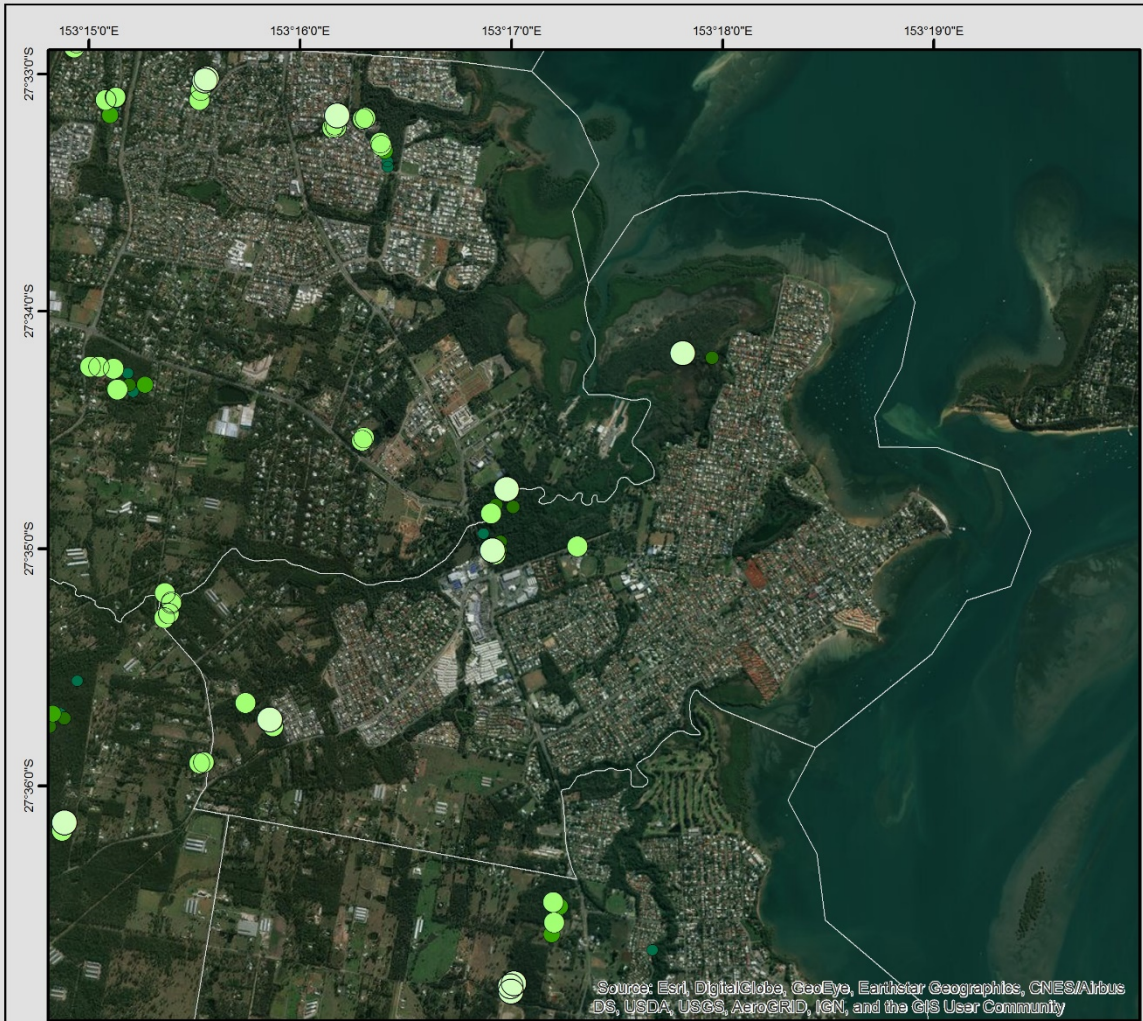 153°15'0"E 153°16'0"E 153°17'0"E 153°18'0"E 153°19'0"E
27°33'0"S
27°34'0"S
27°35'0"S
27°36'0"S
Source: Esri, DigitalGlobe, GeoEye, Earthstar Geographics, CNES/Airbus
DS, USDA, USGS, AeroGRID, IGN, and the GIS User Community